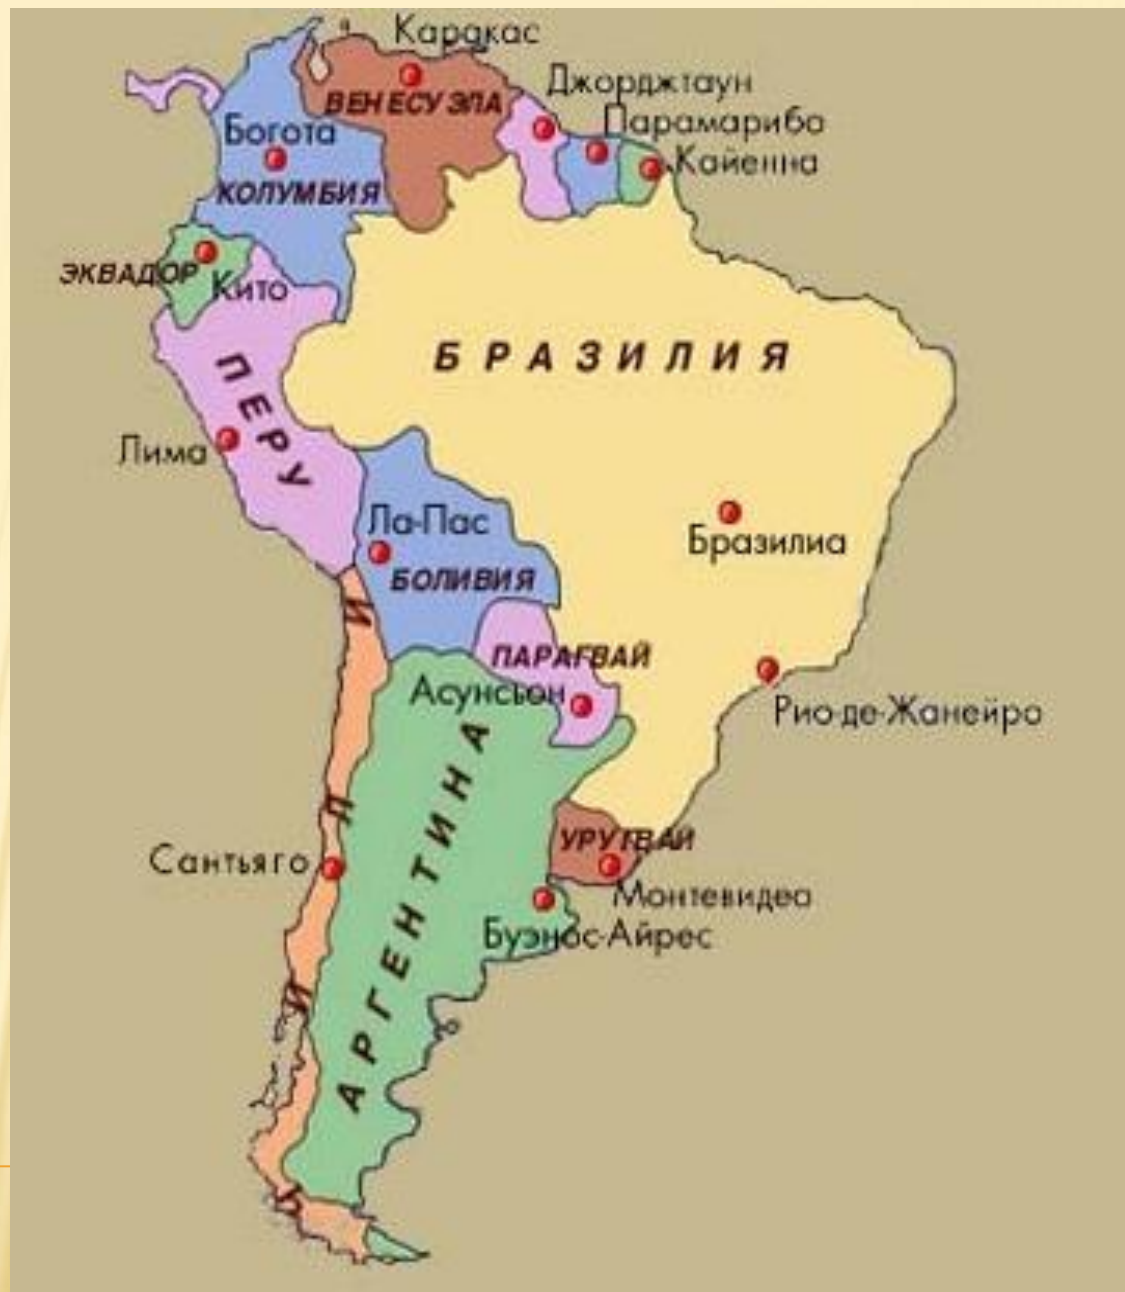 Каракас
Джорджтаун
ВЕНЕСУЭЛА
Парамарибо
Богота
Кайенна
КОЛУМБИЯ
ЭКВАДОР
Кито
БРАЗИЛИЯ
ПЕРУ
Лима
Ла-Пас
Бразилиа
БОЛИВИЯ
ПАРАГВАЙ
Асунсьон
Рио-де-Жанейро
АРГЕНТИНА
ЧИЛИ
УРУГВАЙ
Сантьяго
Монтевидео
Буэнос-Айрес